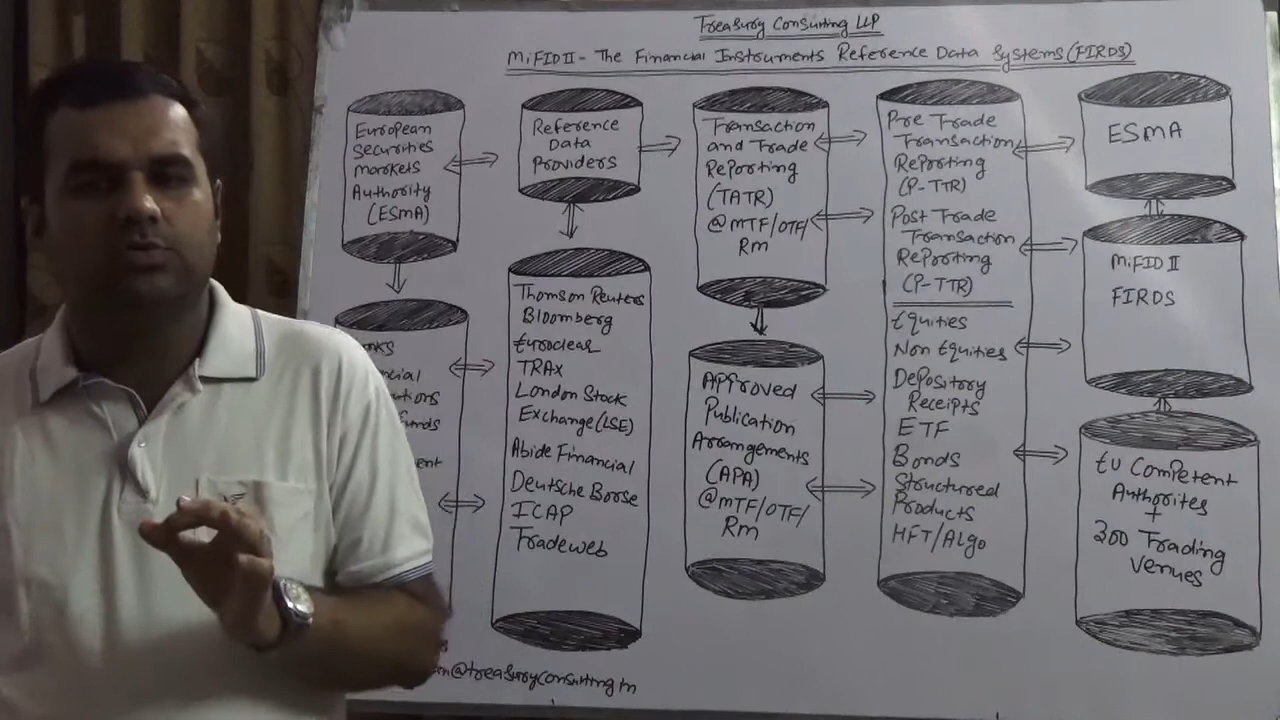 Treasury Consulting LLP
MiFID II - The Financial Instruments Reference Data Systems (FIRDS)
European
Securities
Markets
Authority
(ESMA)
Reference
Data
Providers
Thomson Reuters
Bloomberg
Euroclear
TRAX
London Stock
Exchange (LSE)
Abide Financial
Deutsche Borse
ICAP
Tradeweb
Transaction
and Trade
Reporting
(TATR)
@MTF/OTF/
RM
Approved
Publication
Arrangements
(APA)
@MTF/OTF/
RM
Pre Trade
Transaction
Reporting
(P-TTR)
Post Trade
Transaction
Reporting
(P-TTR)
Equities
Non Equities
Depository
Receipts
ETF
Bonds
Structured
Products
HFT/Algo
ESMA
MiFID II
FIRDS
EU Competent
Authorites
+
300 Trading
Venues
@treasuryconsulting.in